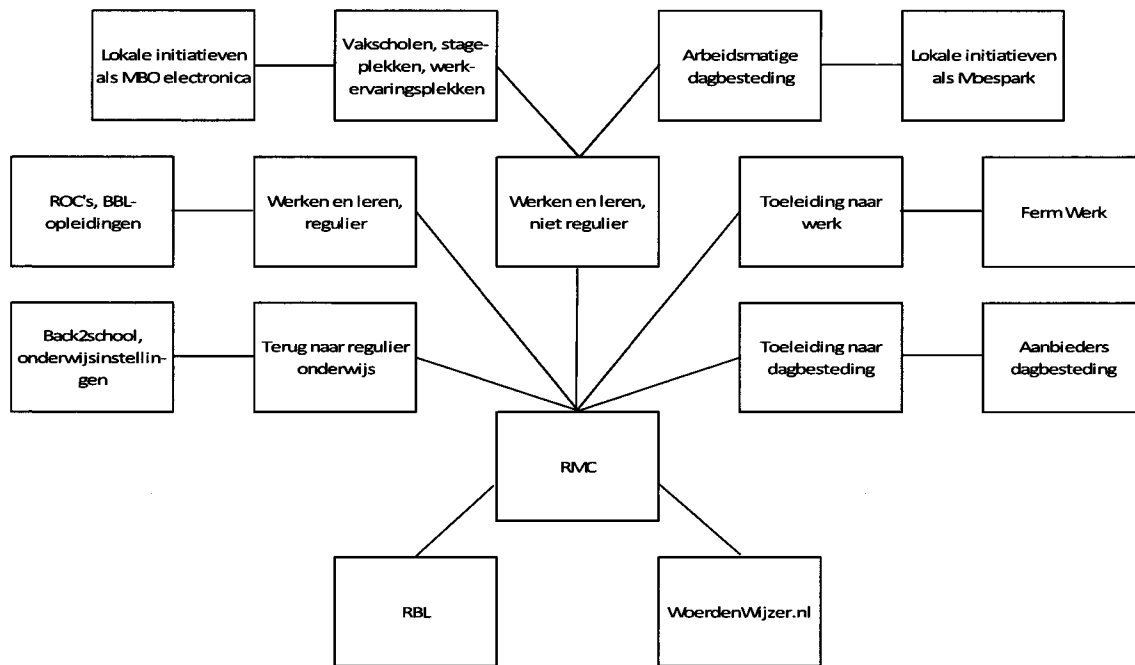 Lokale initiatieven
als MBO electronica
Vakscholen, stage-
plekken, werk-
ervaringsplekken
Arbeidsmatige
dagbesteding
Lokale initiatieven
als Moespark
ROC's, BBL-
opleidingen
Werken en leren,
regulier
Werken en leren,
niet regulier
Toeleiding naar
werk
Ferm Werk
Back2school,
onderwijsinstellin-
gen
Terug naar regulier
onderwijs
Toeleiding naar
dagbesteding
Aanbieders
dagbesteding
RMC
RBL
WoerdenWijzer.nl